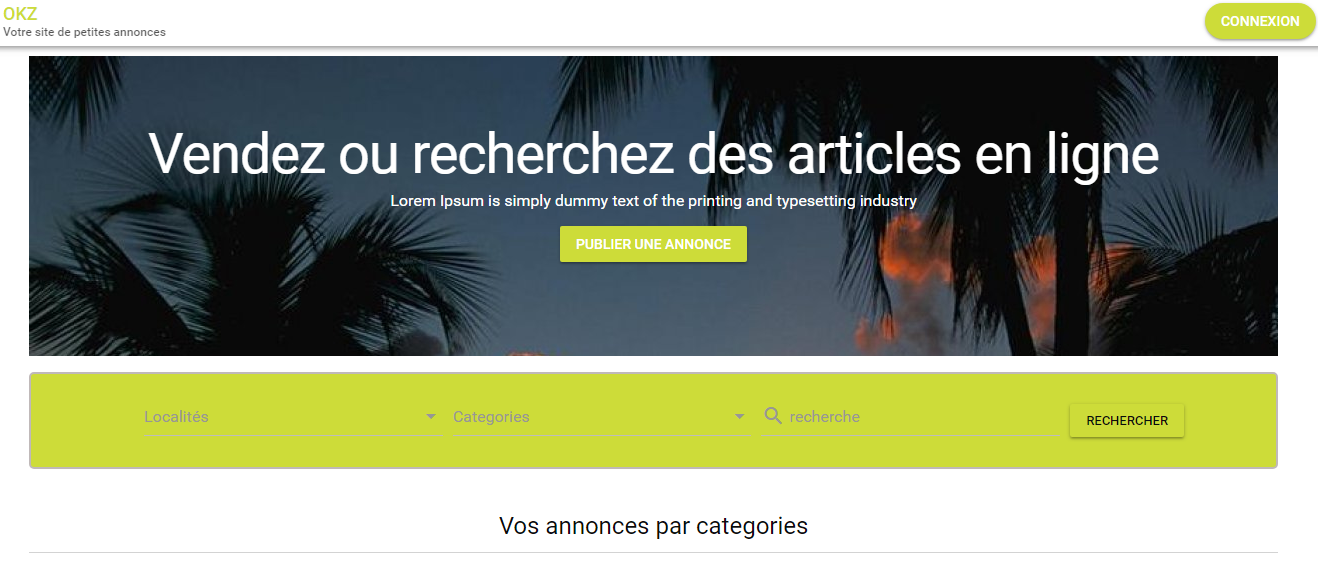 OKZ
Votre site de petites annonces
CONNEXION
Vendez ou recherchez des articles en ligne
Lorem Ipsum is simply dummy text of the printing and typesetting industry
PUBLIER UNE ANNONCE
Localités
Categories
recherche
RECHERCHER
Vos annonces par categories